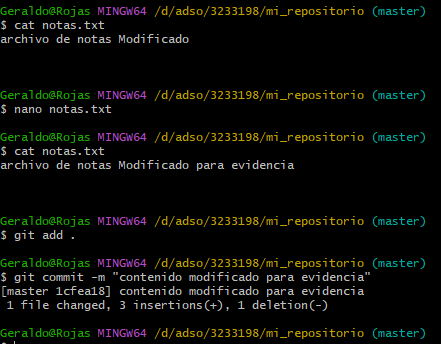 Geraldo@Rojas MINGW64 /d/adso/3233198/mi_repositorio (master)
$ cat notas.txt
archivo de notas Modificado
Geraldo@Rojas MINGW64 /d/adso/3233198/mi_repositorio (master)
$ nano notas.txt
Geraldo@Rojas MINGW64 /d/adso/3233198/mi_repositorio (master)
$ cat notas.txt
archivo de notas Modificado para evidencia
Geraldo@Rojas MINGW64 /d/adso/3233198/mi_repositorio (master)
$ git add .
Geraldo@Rojas MINGW64 /d/adso/3233198/mi_repositorio (master)
$ git commit -m "contenido modificado para evidencia"
[master 1cfea18] contenido modificado para evidencia
 1 file changed, 3 insertions(+), 1 deletion(-)
Geraldo@Rojas MINGW64 /d/adso/3233198/mi_repositorio (master)